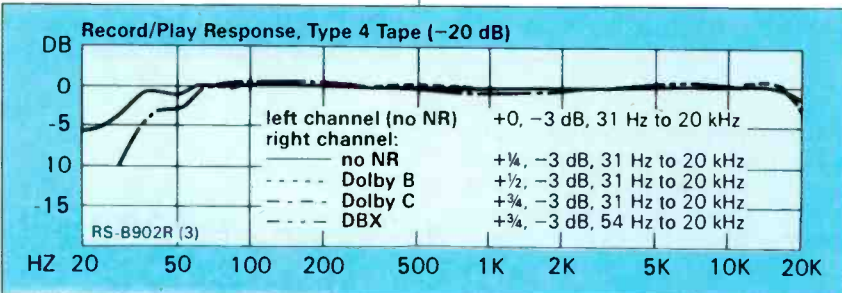 Record/Play Response, Type 4 Tape (−20 dB)
DB
0
-5
10
15
left channel (no NR) +0, −3 dB, 31 Hz to 20 kHz
right channel:
no NR +¼, −3 dB, 31 Hz to 20 kHz
Dolby B +½, −3 dB, 31 Hz to 20 kHz
Dolby C +¾, −3 dB, 31 Hz to 20 kHz
DBX +¾, −3 dB, 54 Hz to 20 kHz
RS-B902R (3)
HZ 20 50 100 200 500 1K 2K 5K 10K 20K